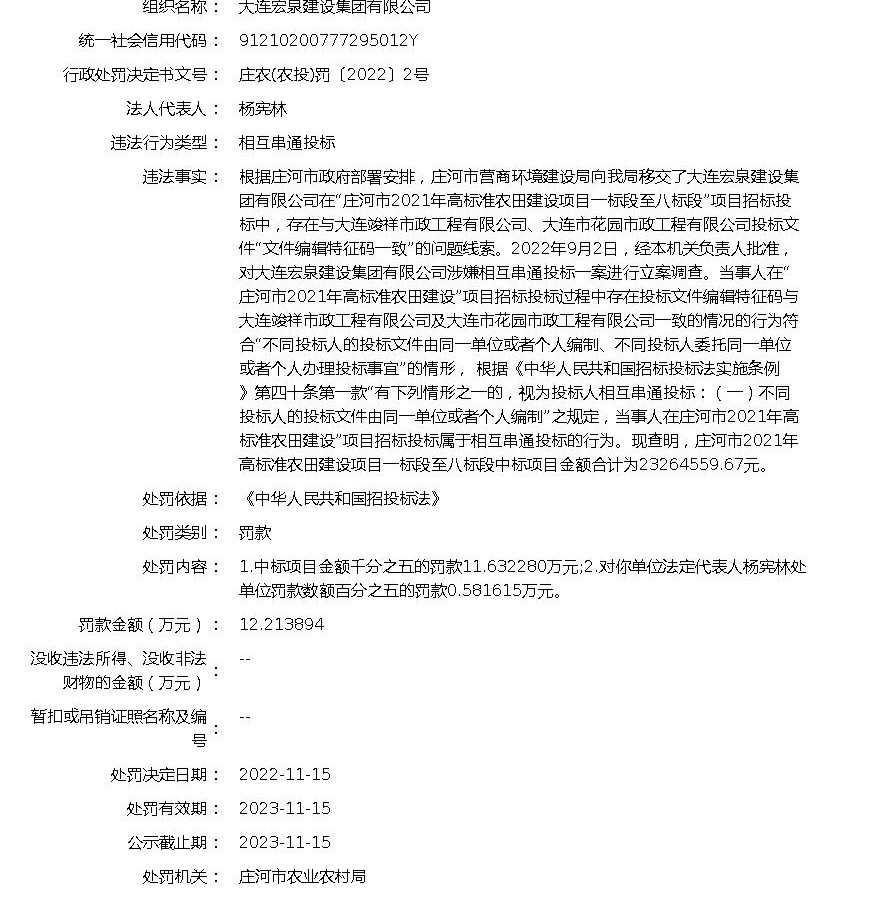 组织名称： 大连宏泉建设集团有限公司
统一社会信用代码： 91210200777295012Y
行政处罚决定书文号： 庄农(农投)罚〔2022〕2号
法人代表人： 杨宪林
违法行为类型： 相互串通投标
违法事实： 根据庄河市政府部署安排，庄河市营商环境建设局向我局移交了大连宏泉建设集
团有限公司在“庄河市2021年高标准农田建设项目一标段至八标段”项目招标投
标中，存在与大连竣祥市政工程有限公司、大连市花园市政工程有限公司投标文
件“文件编辑特征码一致”的问题线索。2022年9月2日，经本机关负责人批准，
对大连宏泉建设集团有限公司涉嫌相互串通投标一案进行立案调查。当事人在“
庄河市2021年高标准农田建设”项目招标投标过程中存在投标文件编辑特征码与
大连竣祥市政工程有限公司及大连市花园市政工程有限公司一致的情况的行为符
合“不同投标人的投标文件由同一单位或者个人编制、不同投标人委托同一单位
或者个人办理投标事宜”的情形， 根据《中华人民共和国招标投标法实施条例
》第四十条第一款“有下列情形之一的，视为投标人相互串通投标：（一）不同
投标人的投标文件由同一单位或者个人编制”之规定，当事人在庄河市2021年高
标准农田建设”项目招标投标属于相互串通投标的行为。现查明，庄河市2021年
高标准农田建设项目一标段至八标段中标项目金额合计为23264559.67元。
处罚依据： 《中华人民共和国招投标法》
处罚类别： 罚款
处罚内容： 1.中标项目金额千分之五的罚款11.632280万元;2.对你单位法定代表人杨宪林处
单位罚款数额百分之五的罚款0.581615万元。
罚款金额（万元）： 12.213894
没收违法所得、没收非法
财物的金额（万元）： --
暂扣或吊销证照名称及编
号： --
处罚决定日期： 2022-11-15
处罚有效期： 2023-11-15
公示截止期： 2023-11-15
处罚机关： 庄河市农业农村局